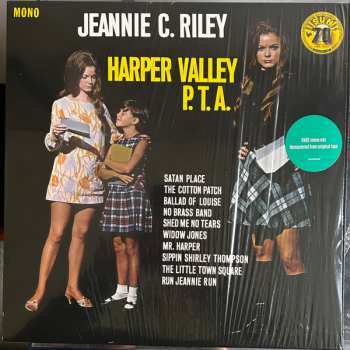 MONO
JEANNIE C. RILEY
HARPER VALLEY
P.T.A.
70
SATAN PLACE
THE COTTON PATCH
BALLAD OF LOUISE
NO BRASS BAND
SHED ME NO TEARS
WIDOW JONES
MR. HARPER
SIPPIN SHIRLEY THOMPSON
THE LITTLE TOWN SQUARE
RUN JEANNIE RUN
RARE mono mix
Remastered from original tape